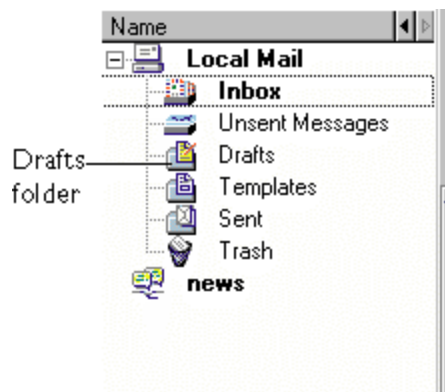 Name
Local Mail
Inbox
Unsent Messages
Drafts
Templates
Sent
Trash
news
Drafts
folder